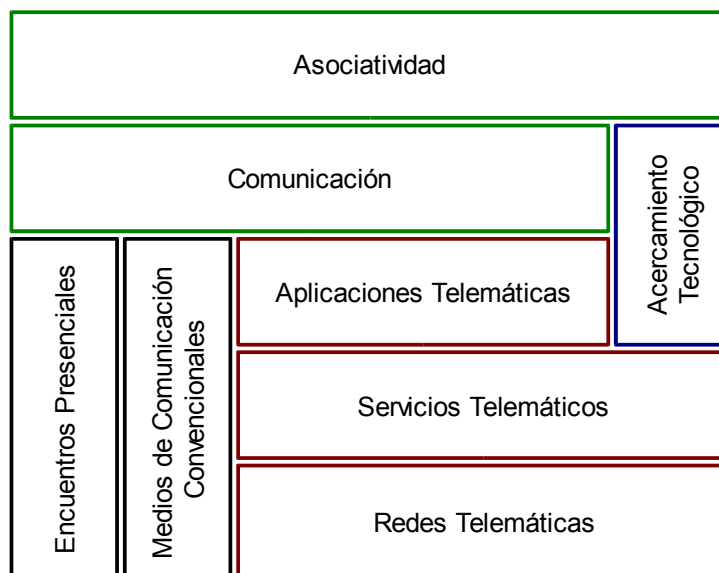 Asociatividad
Comunicación
Acercamiento
Tecnológico
Encuentros Presenciales
Medios de Comunicación
Convencionales
Aplicaciones Telemáticas
Servicios Telemáticos
Redes Telemáticas